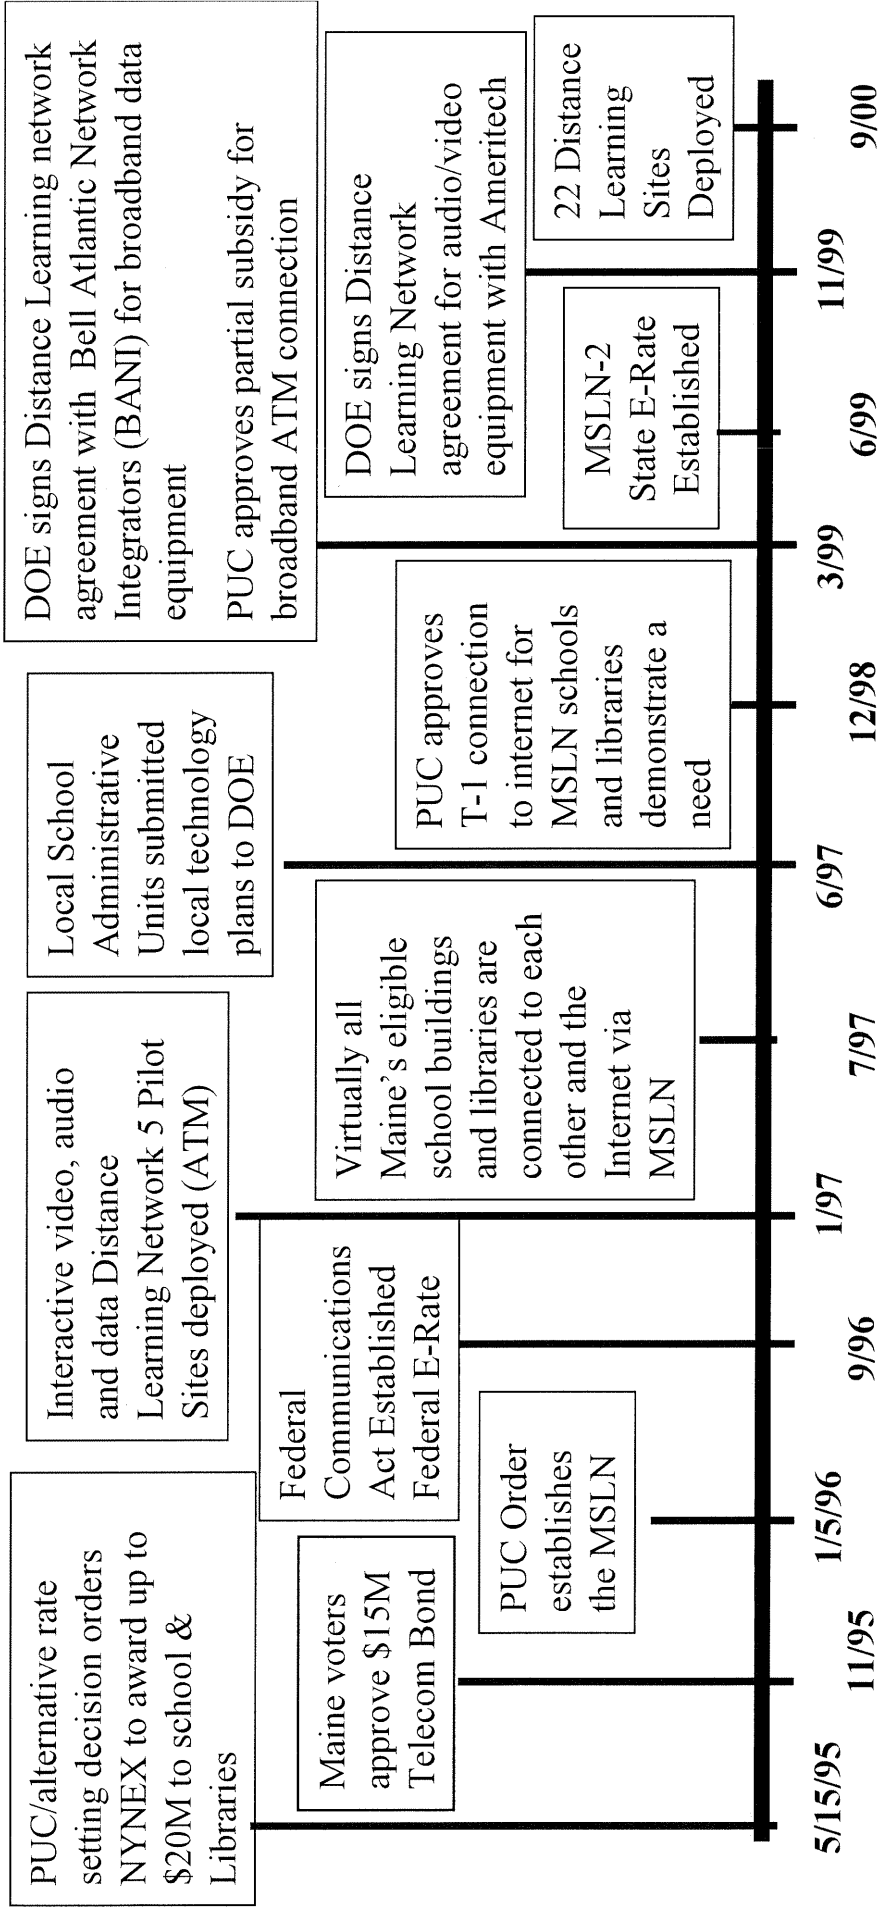 PUC/alternative rate
setting decision orders
NYNEX to award up to
$20M to school &
Libraries
Maine voters
approve $15M
Telecom Bond
PUC Order
establishes
the MSLN
Federal
Communications
Act Established
Federal E-Rate
Interactive video, audio
and data Distance
Learning Network 5 Pilot
Sites deployed (ATM)
Virtually all
Maine's eligible
school buildings
and libraries are
connected to each
other and the
Internet via
MSLN
Local School
Administrative
Units submitted
local technology
plans to DOE
PUC approves
T-1 connection
to internet for
MSLN schools
and libraries
demonstrate a
need
DOE signs Distance Learning network
agreement with Bell Atlantic Network
Integrators (BANI) for broadband data
equipment
PUC approves partial subsidy for
broadband ATM connection
MSLN-2
State E-Rate
Established
DOE signs Distance
Learning Network
agreement for audio/video
equipment with Ameritech
22 Distance
Learning
Sites
Deployed
5/15/95
11/95
1/5/96
9/96
1/97
7/97
6/97
12/98
3/99
6/99
11/99
9/00